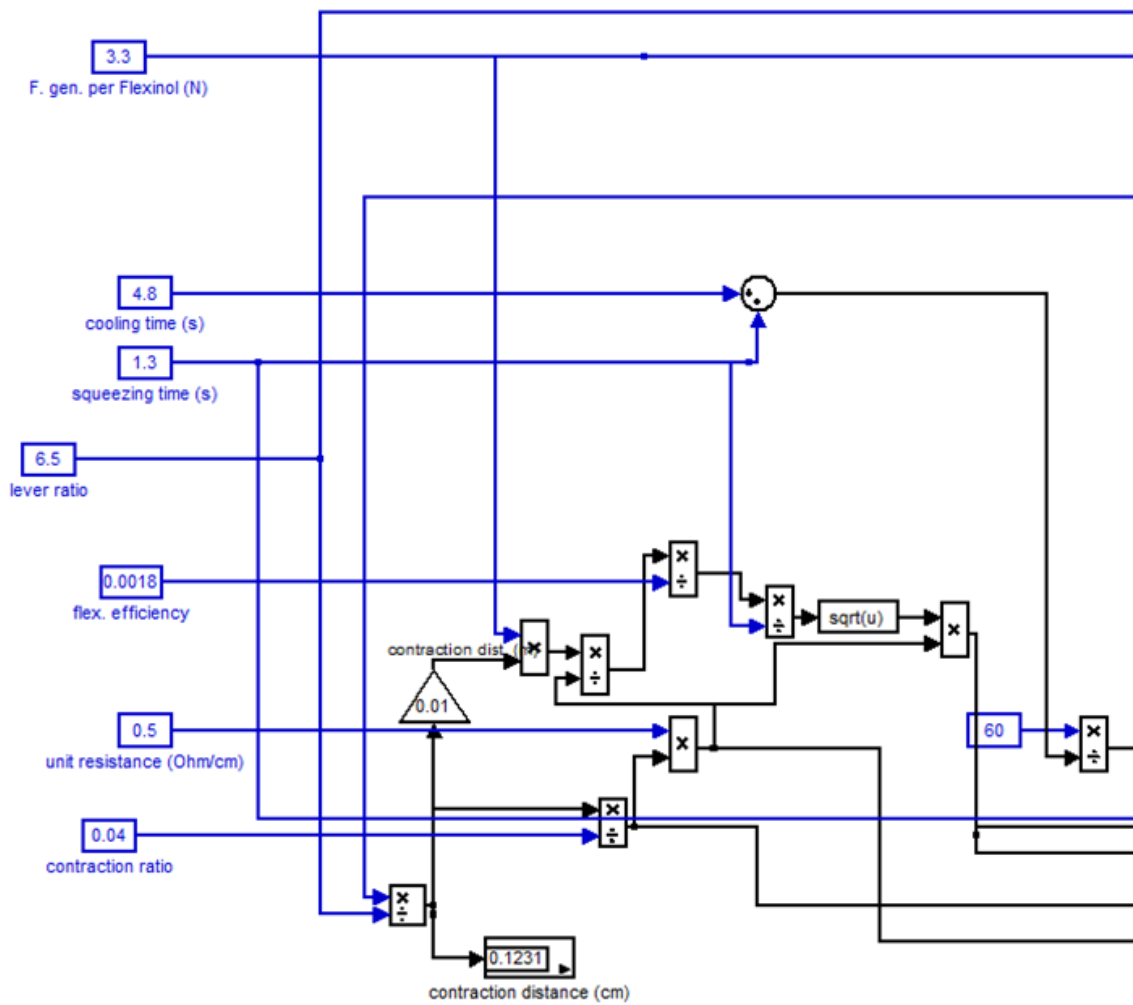 3.3
F. gen. per Flexinol (N)
4.8
cooling time (s)
1.3
squeezing time (s)
6.5
lever ratio
0.0018
flex. efficiency
sqrt(u)
contraction dist. (m)
0.01
0.5
unit resistance (Ohm/cm)
60
0.04
contraction ratio
0.1231
contraction distance (cm)